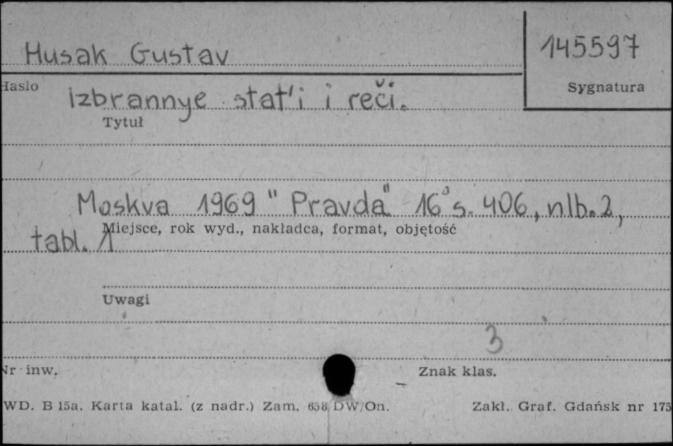 Husak Gustav
145597
Hasło
Sygnatura
Izbrannye stat'i i reči.
Tytuł
Moskva 1969 "Pravda" 16° s. 406, nlb. 2,
Miejsce, rok wyd., nakładca, format, objętość
tabl. 1
Uwagi
3
Nr inw.
Znak klas.
WD. B 15a. Karta katal. (z nadr.) Zam. 658/DW/On.
Zakł. Graf. Gdańsk nr 175